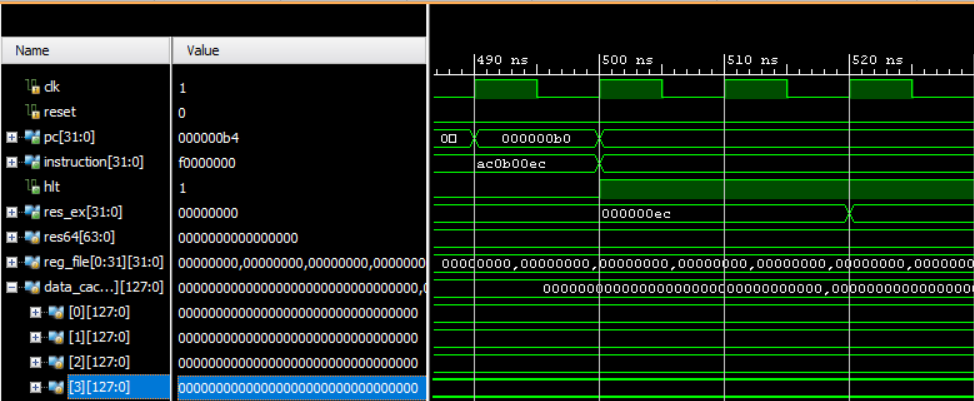 Name Value
490 ns 500 ns 510 ns 520 ns
clk 1
reset 0
pc[31:0] 000000b4 000000b0
instruction[31:0] f0000000 ac0b00ec
hlt 1
res_ex[31:0] 00000000 000000ec
res64[63:0] 0000000000000000
reg_file[0:31][31:0] 00000000,00000000,00000000,0000000 00000000,00000000,00000000,00000000,00000000,00000000,0000000
data_cac...][127:0] 00000000000000000000000000000000,0 00000000000000000000000000000000,00000000000000000
[0][127:0] 00000000000000000000000000000000
[1][127:0] 00000000000000000000000000000000
[2][127:0] 00000000000000000000000000000000
[3][127:0] 00000000000000000000000000000000